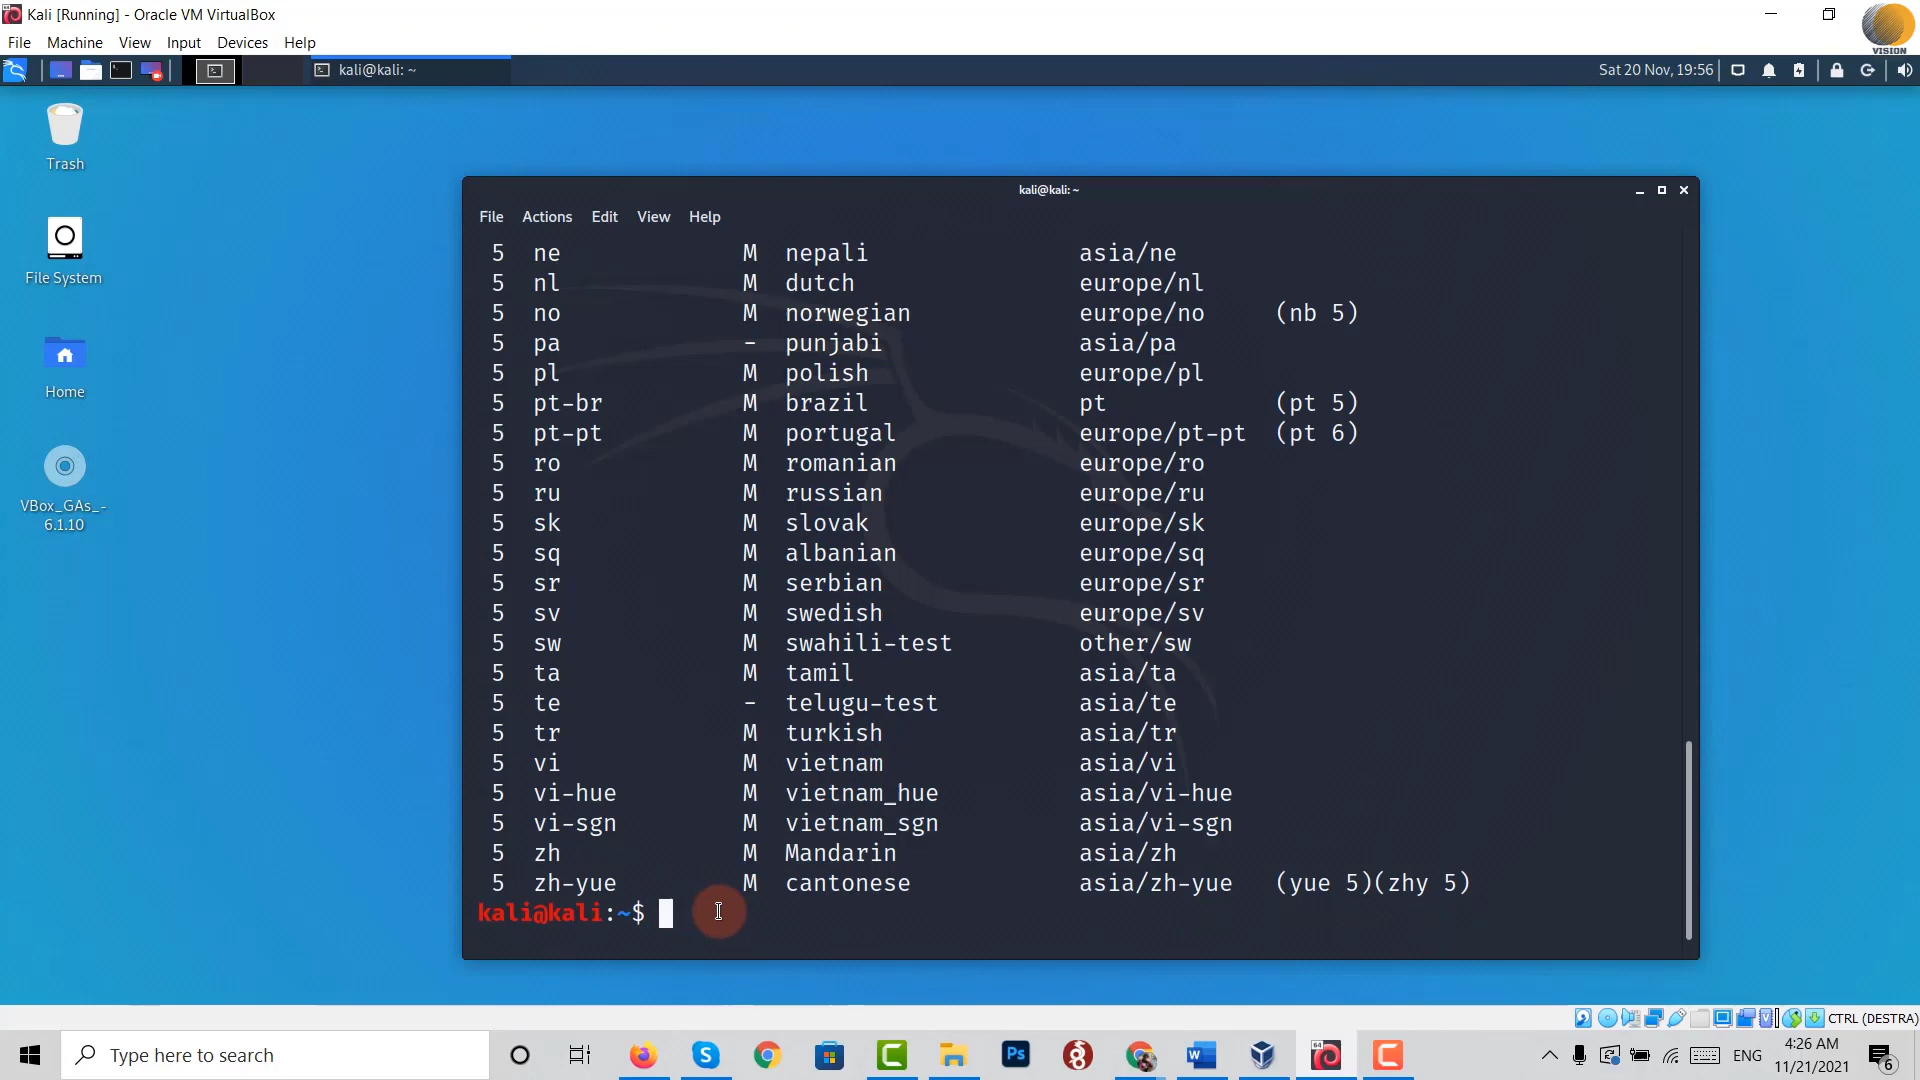 Kali [Running] - Oracle VM VirtualBox
File Machine View Input Devices Help
VISION
kali@kali: ~
Sat 20 Nov, 19:56
Trash
File System
Home
VBox_GAs_-
6.1.10
kali@kali: ~
File Actions Edit View Help
5 ne M nepali asia/ne
5 nl M dutch europe/nl
5 no M norwegian europe/no (nb 5)
5 pa - punjabi asia/pa
5 pl M polish europe/pl
5 pt-br M brazil pt (pt 5)
5 pt-pt M portugal europe/pt-pt (pt 6)
5 ro M romanian europe/ro
5 ru M russian europe/ru
5 sk M slovak europe/sk
5 sq M albanian europe/sq
5 sr M serbian europe/sr
5 sv M swedish europe/sv
5 sw M swahili-test other/sw
5 ta M tamil asia/ta
5 te - telugu-test asia/te
5 tr M turkish asia/tr
5 vi M vietnam asia/vi
5 vi-hue M vietnam_hue asia/vi-hue
5 vi-sgn M vietnam_sgn asia/vi-sgn
5 zh M Mandarin asia/zh
5 zh-yue M cantonese asia/zh-yue (yue 5)(zhy 5)
kali@kali:~$
CTRL (DESTRA)
Type here to search
Ps
64
ENG
4:26 AM
11/21/2021
6